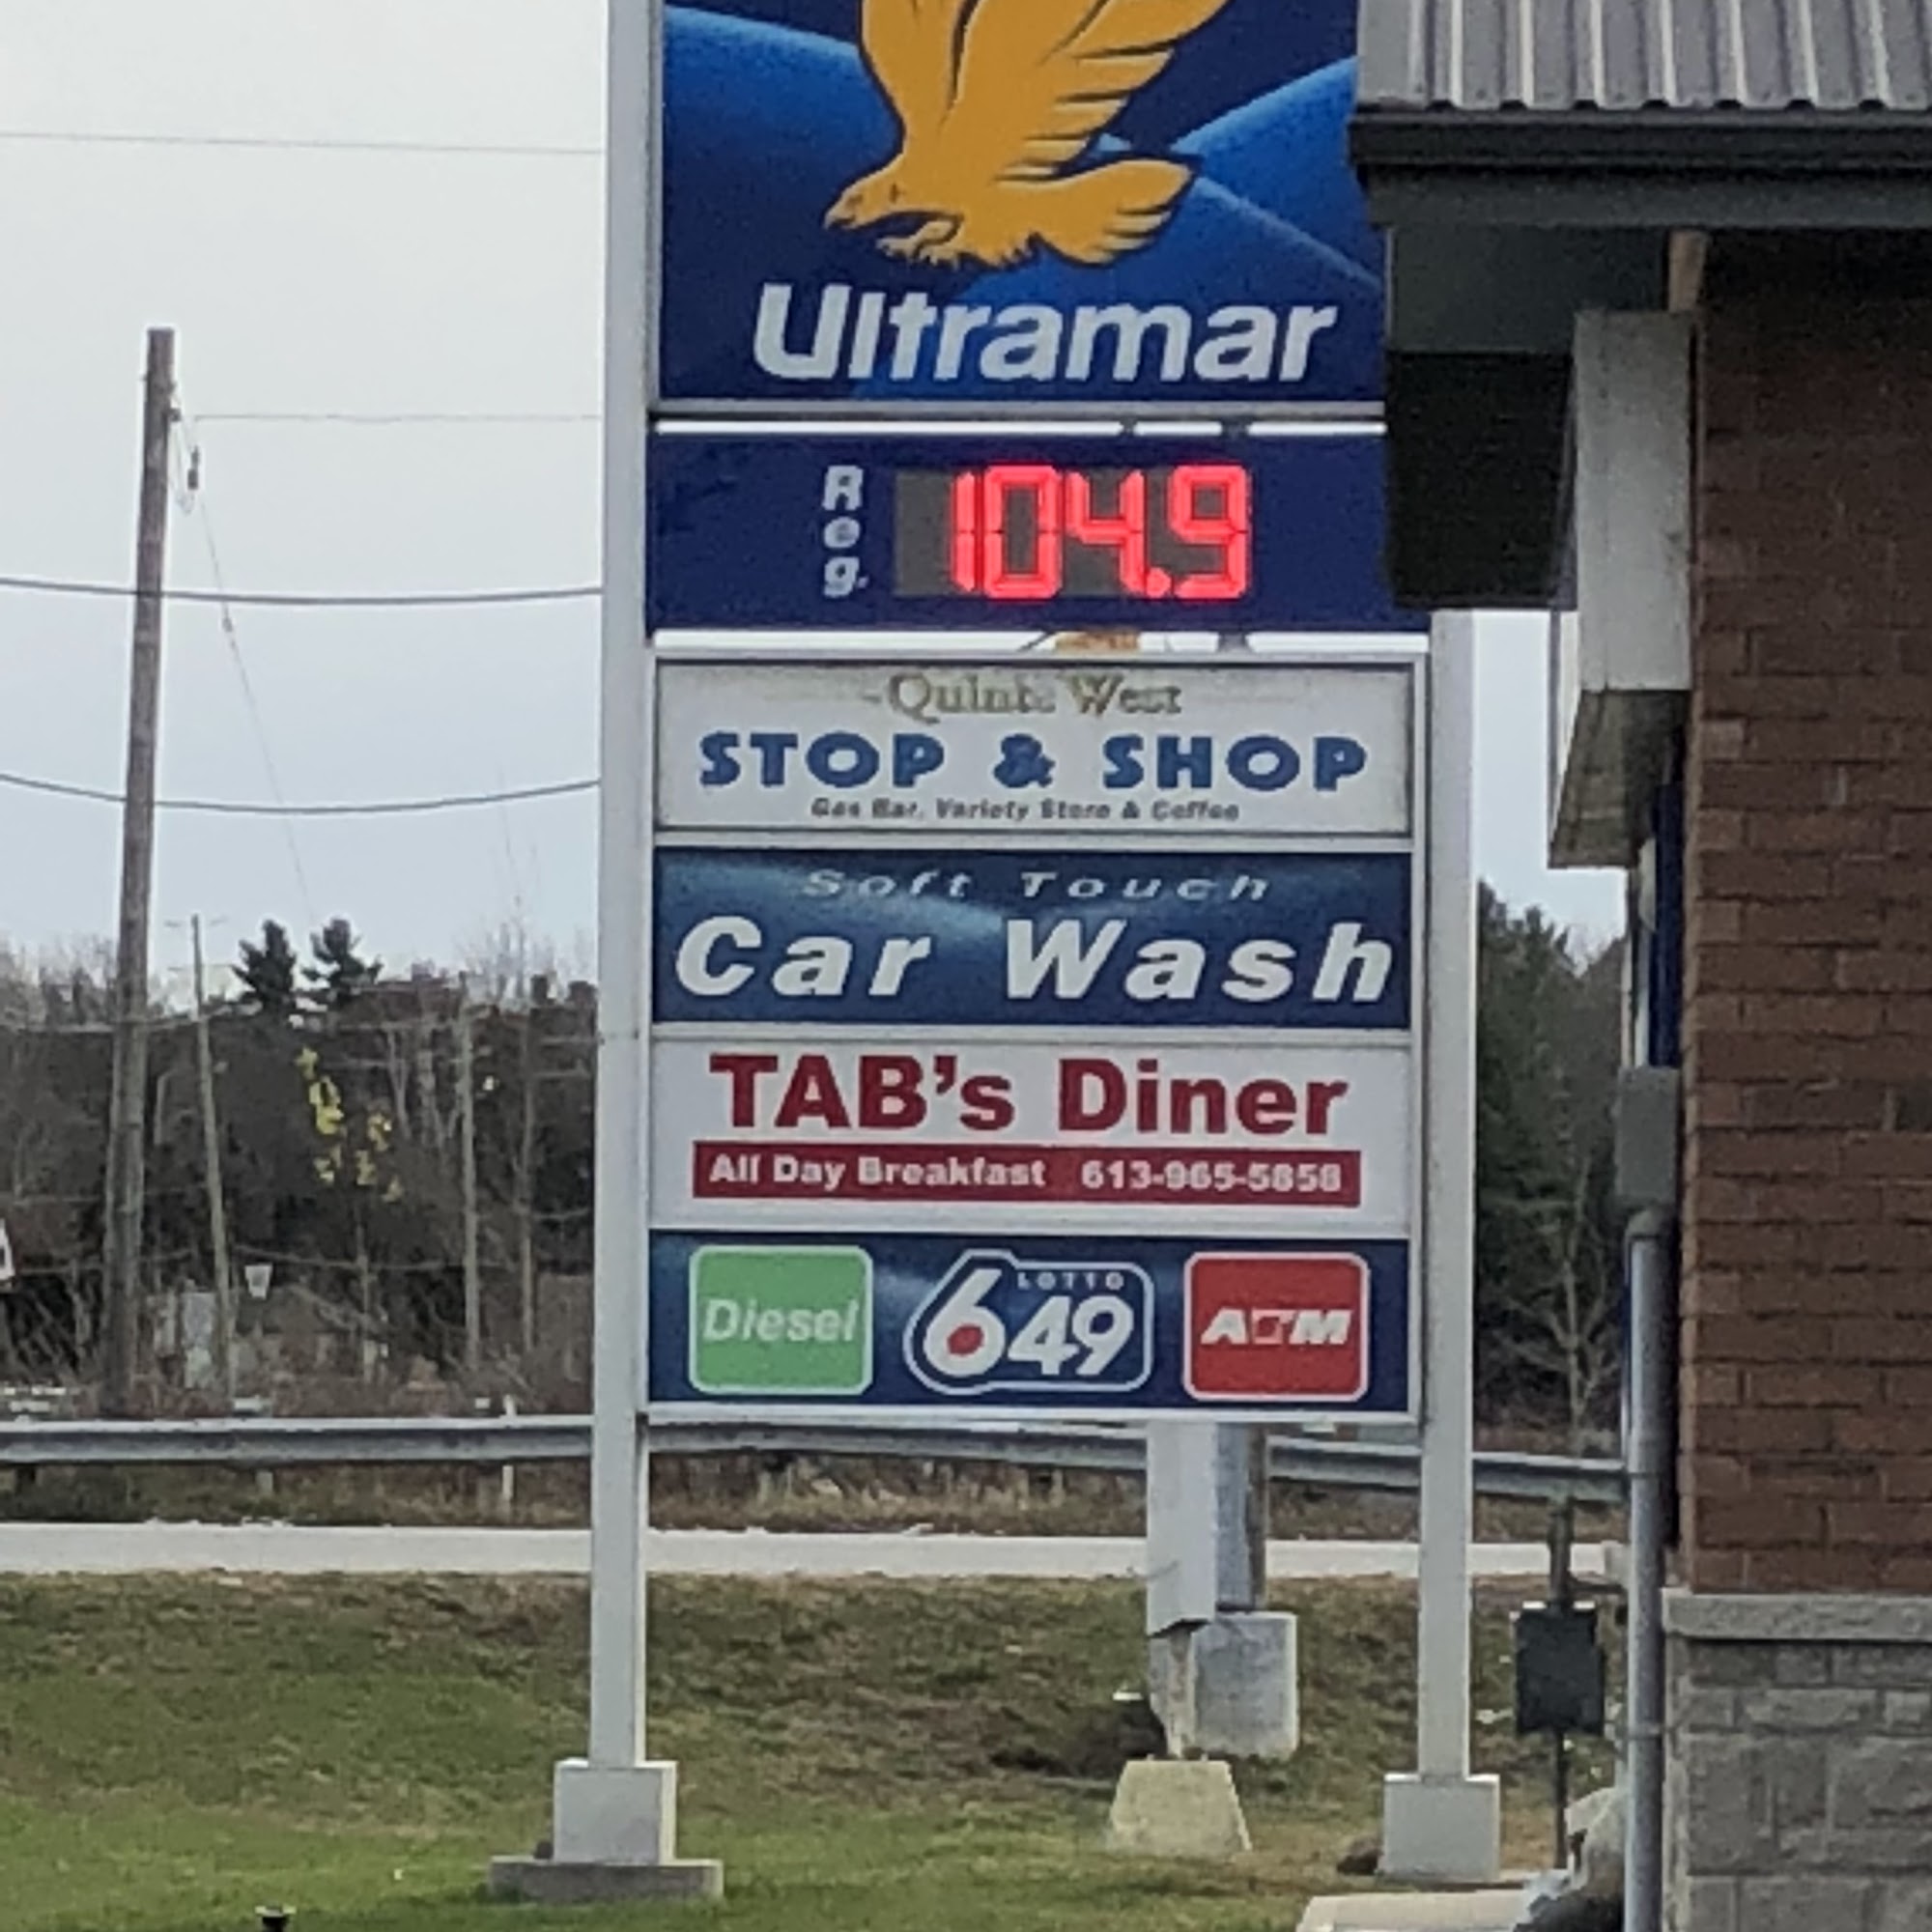 Ultramar
Reg. 104.9
Quinte West
STOP & SHOP
Gas Bar, Variety Store & Coffee
Soft Touch
Car Wash
TAB's Diner
All Day Breakfast 613-965-5858
Diesel LOTTO 649 ATM